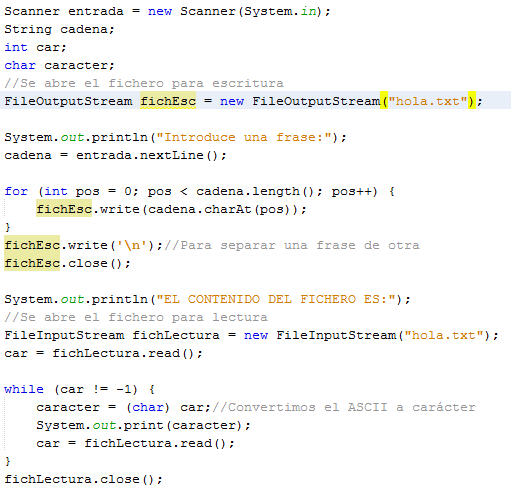 Scanner entrada = new Scanner(System.in);
String cadena;
int car;
char caracter;
//Se abre el fichero para escritura
FileOutputStream fichEsc = new FileOutputStream("hola.txt");
System.out.println("Introduce una frase:");
cadena = entrada.nextLine();
for (int pos = 0; pos < cadena.length(); pos++) {
fichEsc.write(cadena.charAt(pos));
}
fichEsc.write('\n');//Para separar una frase de otra
fichEsc.close();
System.out.println("EL CONTENIDO DEL FICHERO ES:");
//Se abre el fichero para lectura
FileInputStream fichLectura = new FileInputStream("hola.txt");
car = fichLectura.read();
while (car != -1) {
caracter = (char) car;//Convertimos el ASCII a carácter
System.out.print(caracter);
car = fichLectura.read();
}
fichLectura.close();